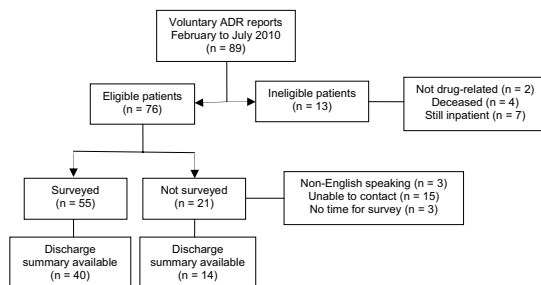 Voluntary ADR reports
February to July 2010
(n = 89)
Eligible patients
(n = 76)
Ineligible patients
(n = 13)
Not drug-related (n = 2)
Deceased (n = 4)
Still inpatient (n = 7)
Surveyed
(n = 55)
Not surveyed
(n = 21)
Non-English speaking (n = 3)
Unable to contact (n = 15)
No time for survey (n = 3)
Discharge
summary available
(n = 40)
Discharge
summary available
(n = 14)